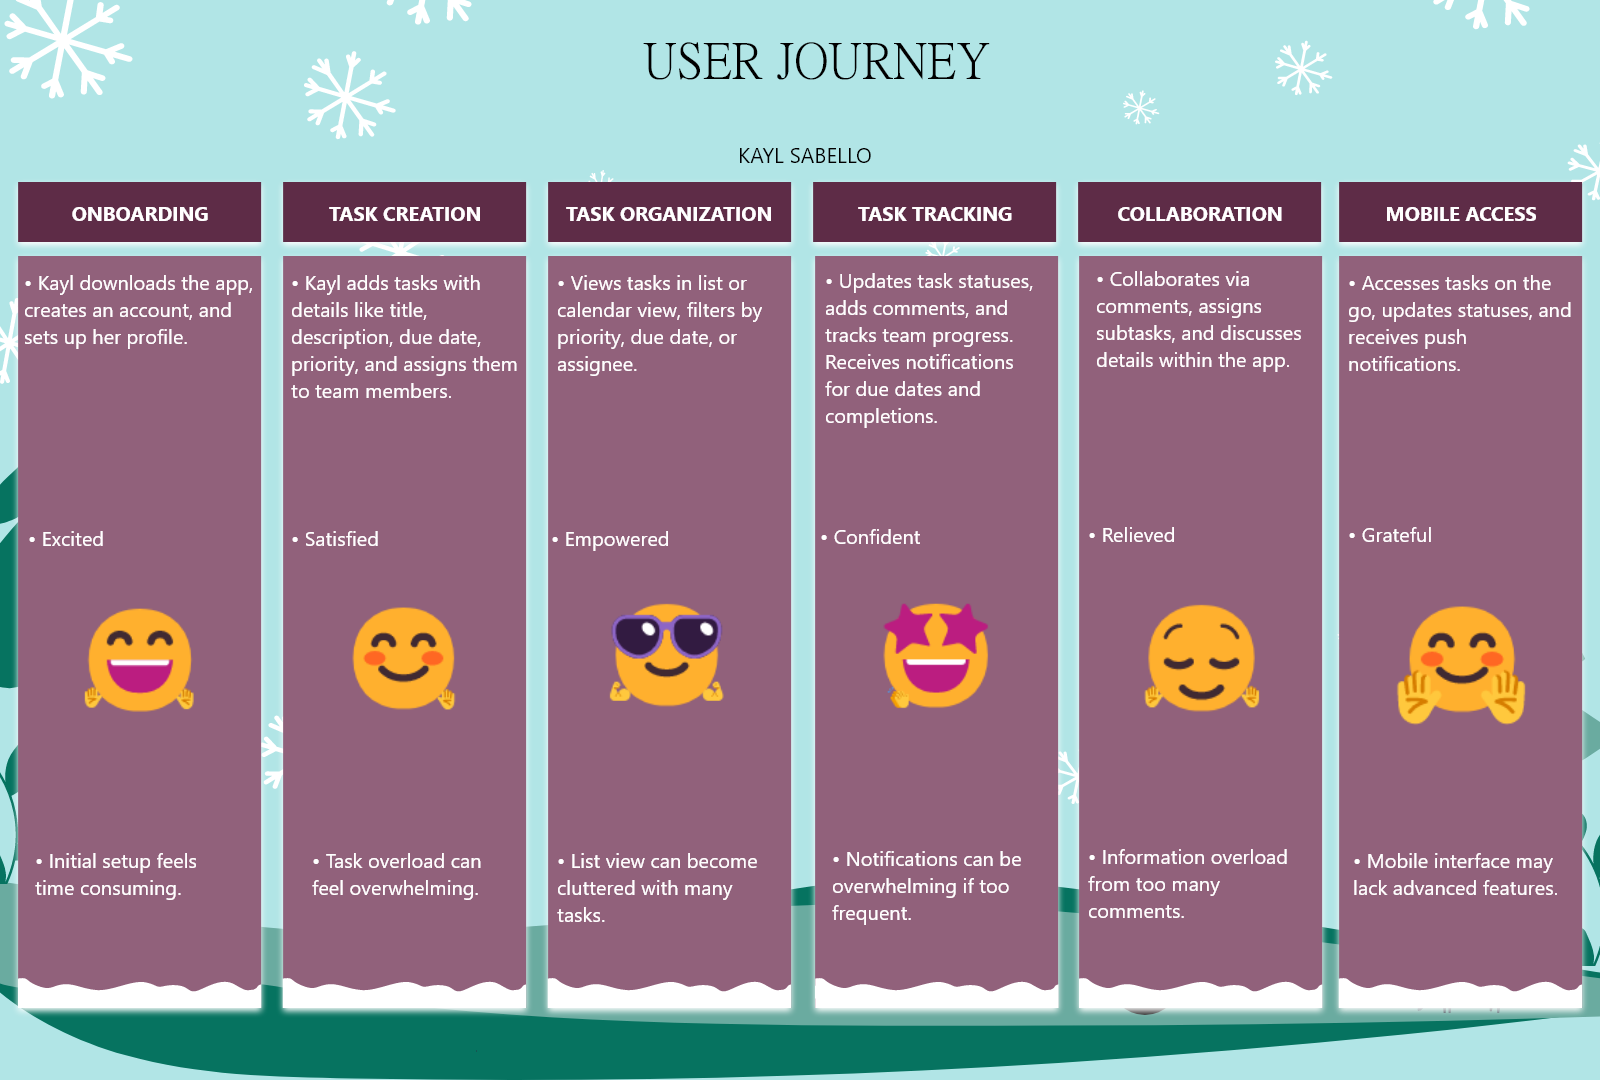 USER JOURNEY
KAYL SABELLO
ONBOARDING
• Kayl downloads the app,
creates an account, and
sets up her profile.
• Excited
• Initial setup feels
time consuming.
TASK CREATION
• Kayl adds tasks with
details like title,
description, due date,
priority, and assigns them
to team members.
• Satisfied
• Task overload can
feel overwhelming.
TASK ORGANIZATION
• Views tasks in list or
calendar view, filters by
priority, due date, or
assignee.
• Empowered
• List view can become
cluttered with many
tasks.
TASK TRACKING
• Updates task statuses,
adds comments, and
tracks team progress.
Receives notifications
for due dates and
completions.
• Confident
• Notifications can be
overwhelming if too
frequent.
COLLABORATION
• Collaborates via
comments, assigns
subtasks, and discusses
details within the app.
• Relieved
• Information overload
from too many
comments.
MOBILE ACCESS
• Accesses tasks on the
go, updates statuses, and
receives push
notifications.
• Grateful
• Mobile interface may
lack advanced features.